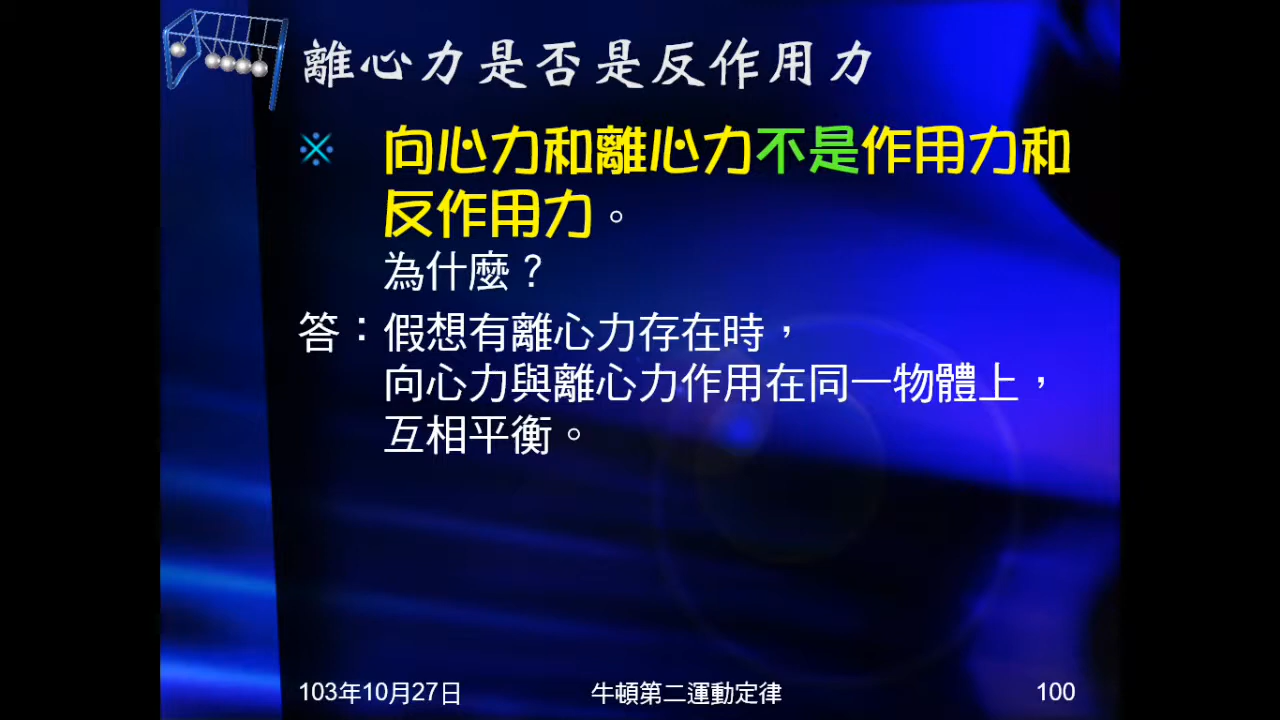 離心力是否是反作用力
※ 向心力和離心力不是作用力和
反作用力。
為什麼？
答：假想有離心力存在時，
向心力與離心力作用在同一物體上，
互相平衡。
103年10月27日 牛頓第二運動定律 100